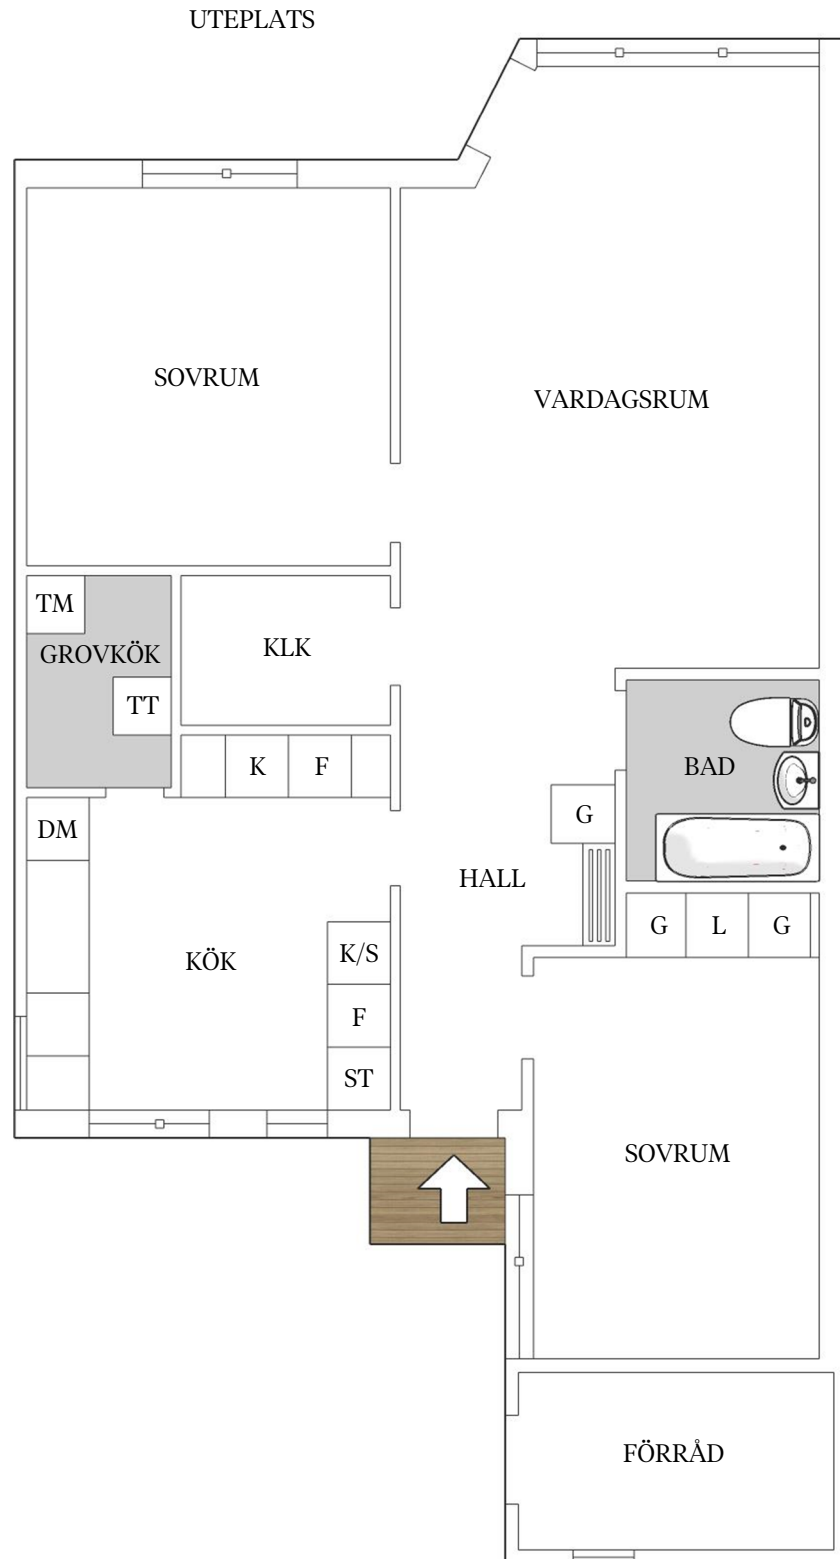 UTEPLATS
SOVRUM
VARDAGSRUM
TM
GROVKÖK
KLK
TT
K F
BAD
G
DM
HALL
G L G
KÖK
K/S
F
ST
SOVRUM
FÖRRÅD